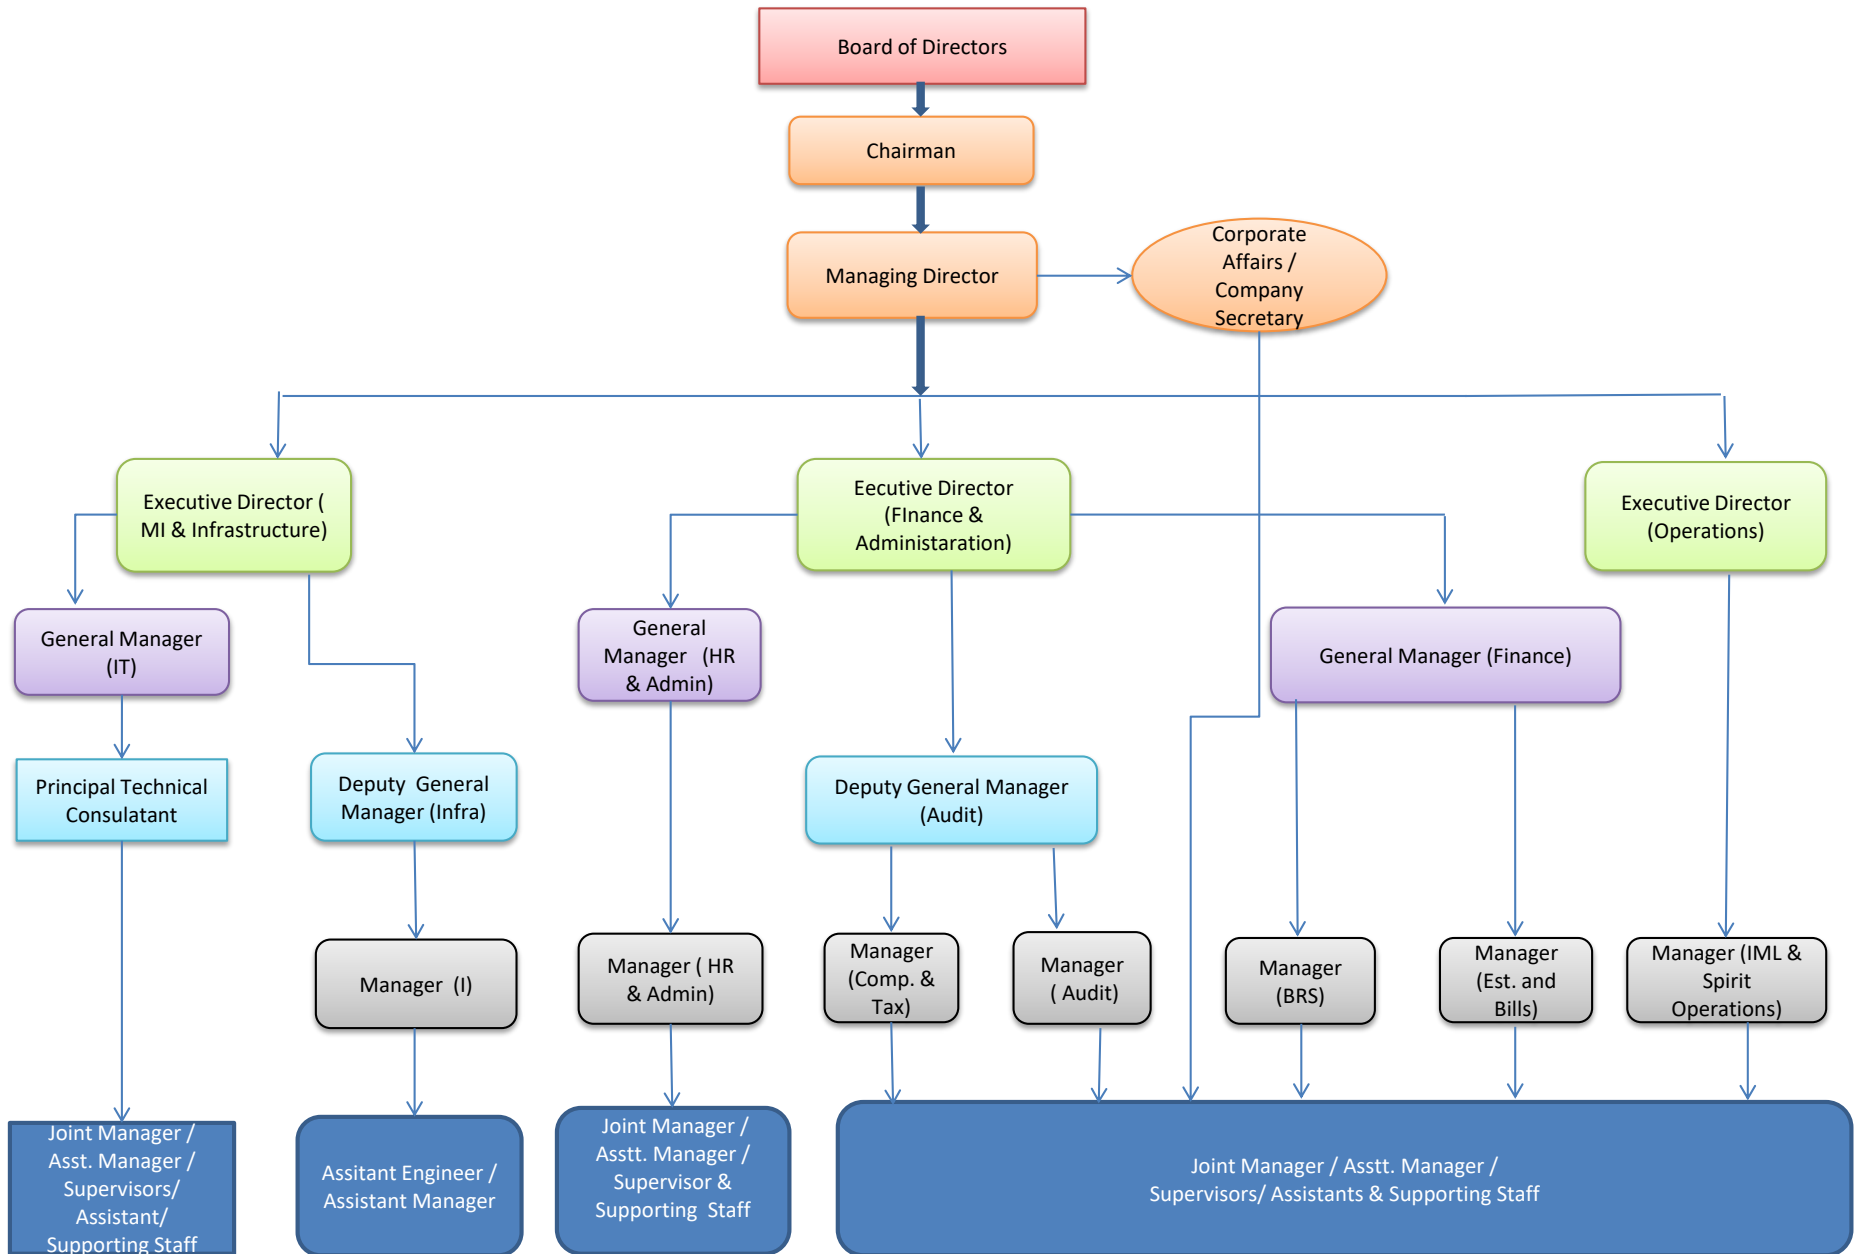 Board of Directors
Chairman
Managing Director
Corporate
Affairs /
Company
Secretary
Executive Director (
MI & Infrastructure)
Eecutive Director
(FInance &
Administaration)
Executive Director
(Operations)
General Manager
(IT)
General
Manager (HR
& Admin)
General Manager (Finance)
Principal Technical
Consulatant
Deputy General
Manager (Infra)
Deputy General Manager
(Audit)
Manager (I)
Manager ( HR
& Admin)
Manager
(Comp. &
Tax)
Manager
( Audit)
Manager
(BRS)
Manager
(Est. and
Bills)
Manager (IML &
Spirit
Operations)
Joint Manager /
Asst. Manager /
Supervisors/
Assistant/
Supporting Staff
Assitant Engineer /
Assistant Manager
Joint Manager /
Asstt. Manager /
Supervisor &
Supporting Staff
Joint Manager / Asstt. Manager /
Supervisors/ Assistants & Supporting Staff